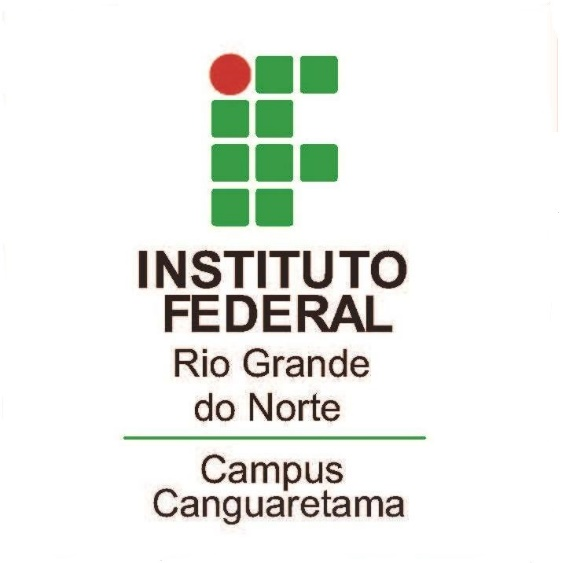 INSTITUTO
FEDERAL
Rio Grande
do Norte
Campus
Canguaretama